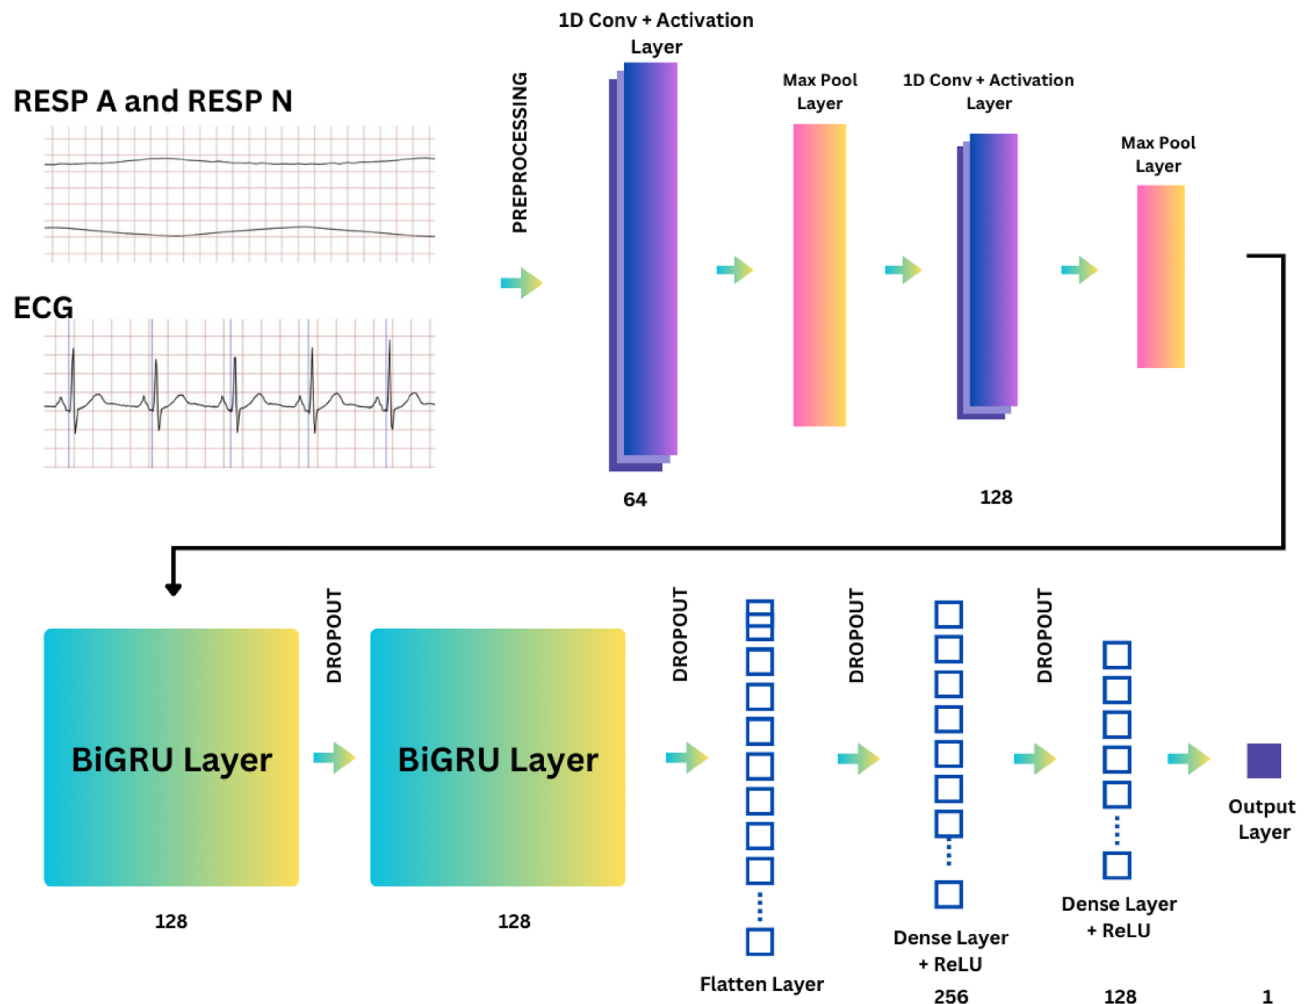 1D Conv + Activation
Layer
RESP A and RESP N
PREPROCESSING
Max Pool
Layer
1D Conv + Activation
Layer
Max Pool
Layer
ECG
64
128
DROPOUT
DROPOUT
DROPOUT
DROPOUT
BiGRU Layer
BiGRU Layer
Output
Layer
128
128
Flatten Layer
Dense Layer
+ ReLU
256
Dense Layer
+ ReLU
128
1